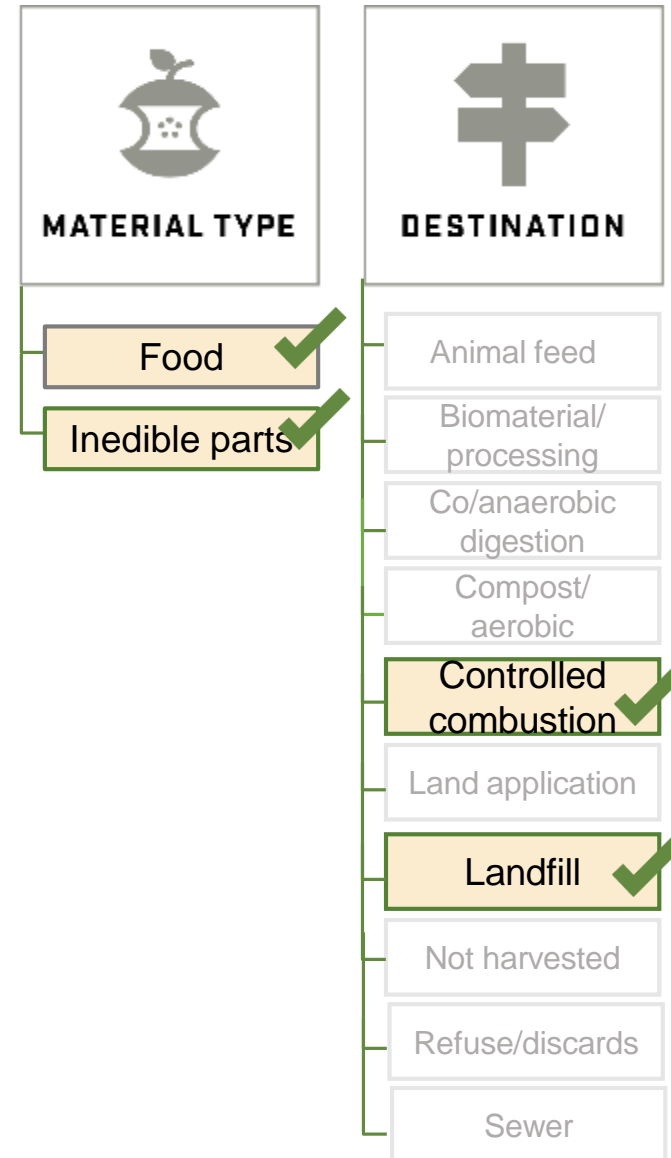 MATERIAL TYPE
Food
Inedible parts
DESTINATION
Animal feed
Biomaterial/
processing
Co/anaerobic
digestion
Compost/
aerobic
Controlled
combustion
Land application
Landfill
Not harvested
Refuse/discards
Sewer